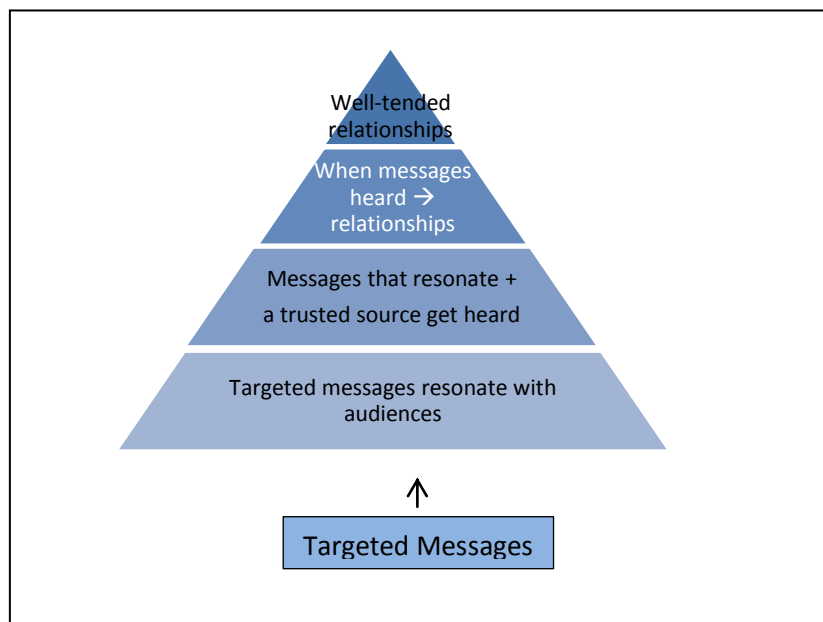 Well-tended
relationships
When messages
heard →
relationships
Messages that resonate +
a trusted source get heard
Targeted messages resonate with
audiences
Targeted Messages